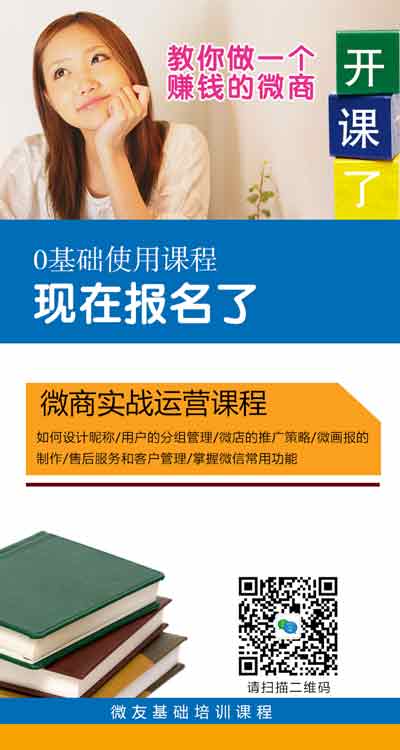 教你做一个
赚钱的微商
开
课
了
0基础使用课程
现在报名了
微商实战运营课程
如何设计昵称/用户的分组管理/微店的推广策略/微画报的
制作/售后服务和客户管理/掌握微信常用功能
请扫描二维码
微友基础培训课程